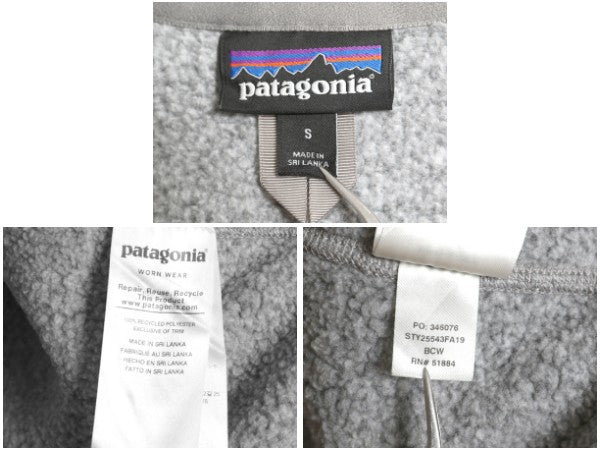 patagonia
S
MADE IN
SRI LANKA
patagonia
WORN WEAR
Repair, Reuse, Recycle
This Product
www.patagonia.com
100% RECYCLED POLYESTER
EXCLUSIVE OF TRIM
MADE IN SRI LANKA
FABRIQUÉ AU SRI LANKA
HECHO EN SRI LANKA
FATTO IN SRI LANKA
PO: 346076
STY25543FA19
BCW
RN# 51884